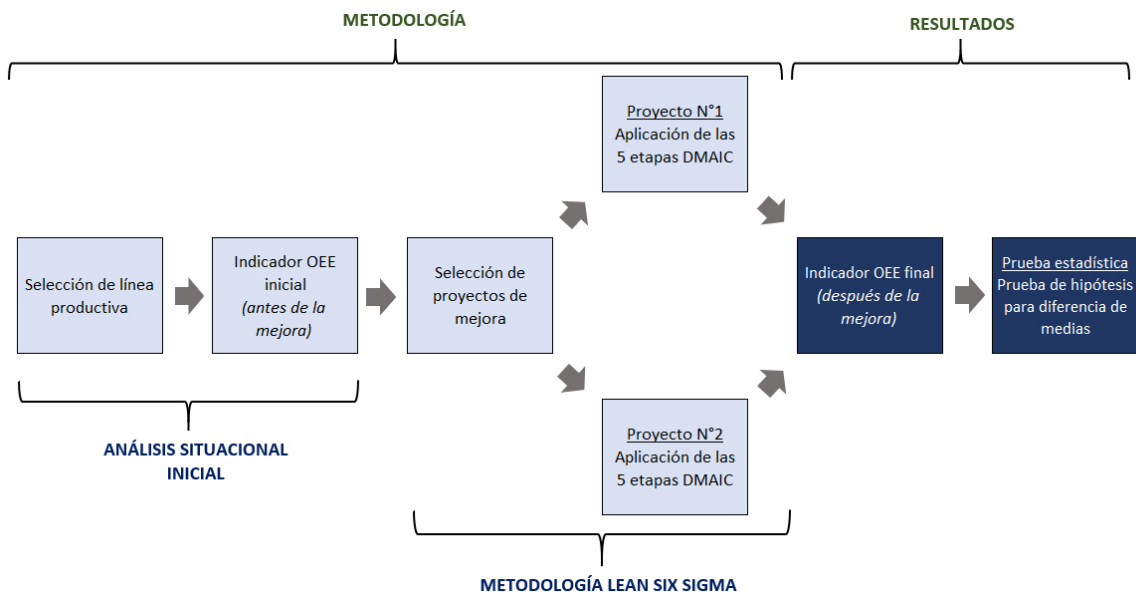 METODOLOGÍA
RESULTADOS
Proyecto N°1
Aplicación de las
5 etapas DMAIC
Selección de línea
productiva
Indicador OEE
inicial
(antes de la
mejora)
Selección de
proyectos de
mejora
Indicador OEE final
(después de la
mejora)
Prueba estadística
Prueba de hipótesis
para diferencia de
medias
Proyecto N°2
Aplicación de las
5 etapas DMAIC
ANÁLISIS SITUACIONAL
INICIAL
METODOLOGÍA LEAN SIX SIGMA